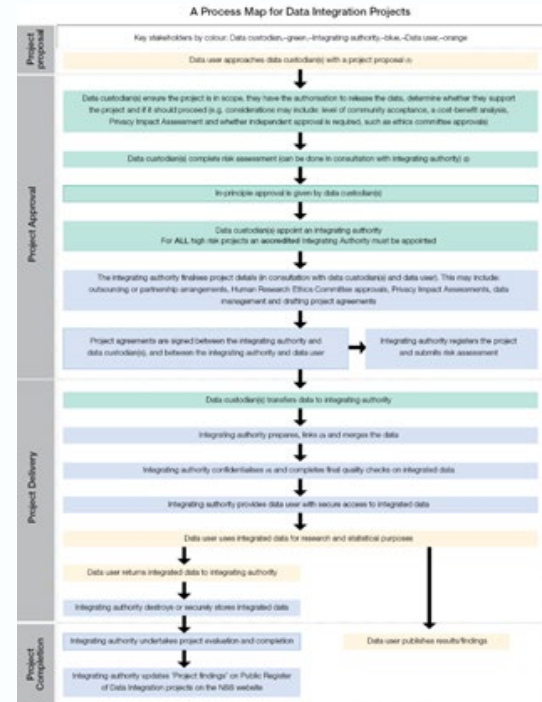 A Process Map for Data Integration Projects
Project
proposal
Key stakeholders by colour: Data custodian,-green,-Integrating authority,-blue,-Data user,-orange
Data user approaches data custodian(s) with a project proposal
Project Approval
Data custodian(s) ensure the project is in scope, they have the authorisation to release the data, determine whether they support
the project and if it should proceed (e.g. considerations may include: level of community acceptance, a cost-benefit analysis,
Privacy Impact Assessment and whether independent approval is required, such as ethics committee approvals)
Data custodian(s) complete risk assessment (can be done in consultation with integrating authority)
In-principle approval is given by data custodian(s)
Data custodian(s) appoint an integrating authority
For ALL high risk projects an accredited Integrating Authority must be appointed
The integrating authority finalises project details (in consultation with data custodian(s) and data user). This may include:
outsourcing or partnership arrangements, Human Research Ethics Committee approvals, Privacy Impact Assessments, data
management and drafting project agreements
Project agreements are signed between the integrating authority and
data custodian(s), and between the integrating authority and data user
Integrating authority registers the project
and submits risk assessment
Project Delivery
Data custodian(s) transfers data to integrating authority
Integrating authority prepares, links and merges the data
Integrating authority confidentialises and completes final quality checks on integrated data
Integrating authority provides data user with secure access to integrated data
Data user uses integrated data for research and statistical purposes
Data user returns integrated data to integrating authority
Integrating authority destroys or securely stores integrated data
Project
Completion
Integrating authority undertakes project evaluation and completion
Data user publishes results/findings
Integrating authority updates 'Project findings' on Public Register
of Data Integration projects on the NSS website